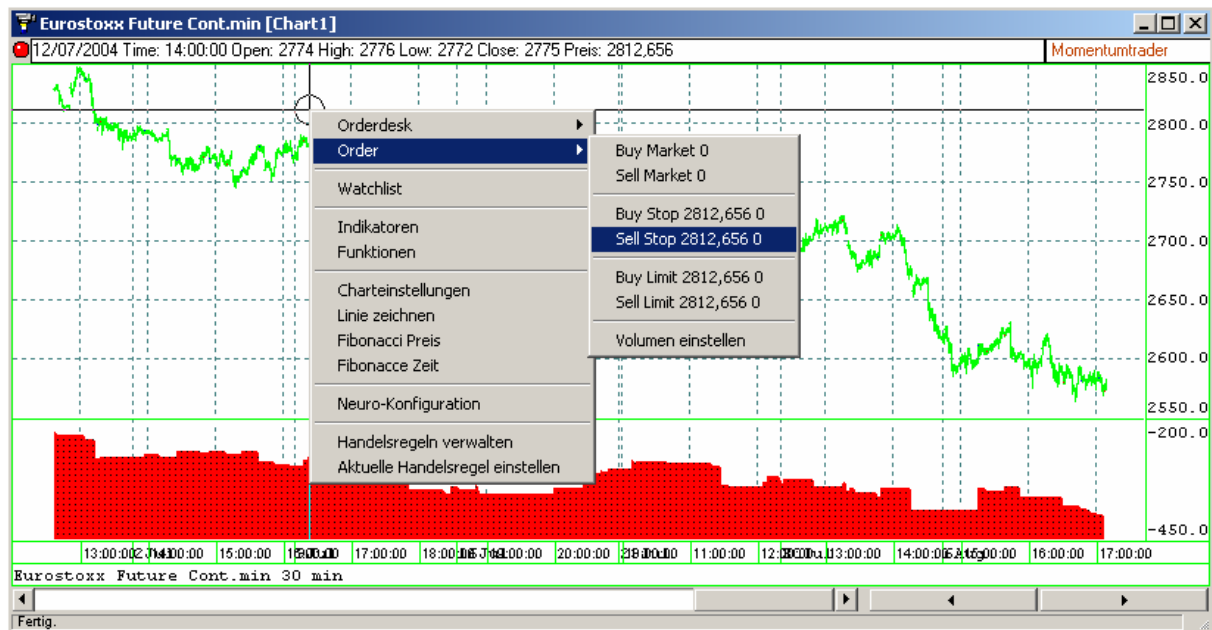 Eurostoxx Future Cont.min [Chart1]
12/07/2004 Time: 14:00:00 Open: 2774 High: 2776 Low: 2772 Close: 2775 Preis: 2812,656
Momentumtrader
2850.0
2800.0
2750.0
2700.0
2650.0
2600.0
2550.0
-200.0
-450.0
Orderdesk
Order
Watchlist
Indikatoren
Funktionen
Charteinstellungen
Linie zeichnen
Fibonacci Preis
Fibonacce Zeit
Neuro-Konfiguration
Handelsregeln verwalten
Aktuelle Handelsregel einstellen
Buy Market 0
Sell Market 0
Buy Stop 2812,656 0
Sell Stop 2812,656 0
Buy Limit 2812,656 0
Sell Limit 2812,656 0
Volumen einstellen
13:00:00 15:00:00 17:00:00 20:00:00 11:00:00 13:00:00 16:00:00 17:00:00
Eurostoxx Future Cont.min 30 min
Fertig.